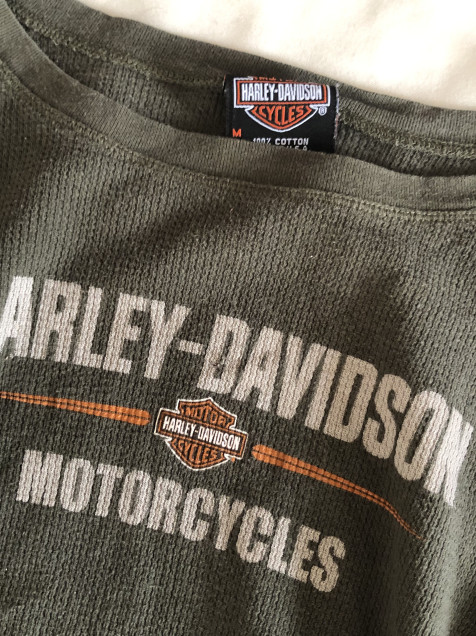 HARLEY-DAVIDSON
CYCLES®
M
100% COTTON
ARLEY-DAVIDSON
MOTOR
HARLEY-DAVIDSON
CYCLES
MOTORCYCLES